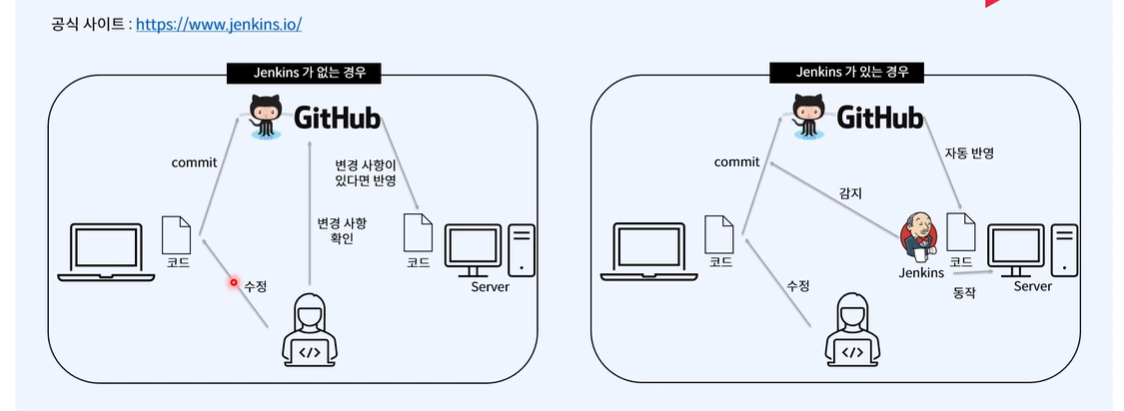 공식 사이트 : https://www.jenkins.io/
Jenkins 가 없는 경우
GitHub
commit
변경 사항이
있다면 반영
변경 사항
확인
코드
코드
수정
Server
</>
Jenkins 가 있는 경우
GitHub
commit
자동 반영
감지
코드
코드
Jenkins
수정
동작
Server
</>